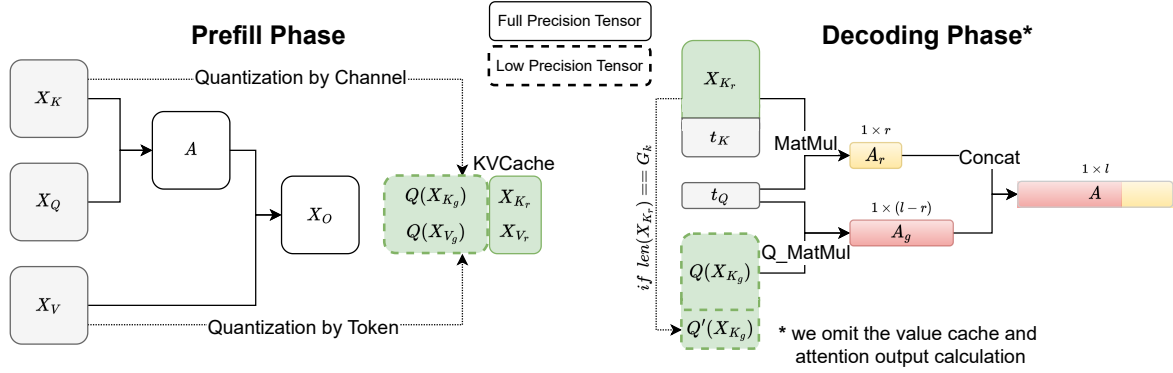 Full Precision Tensor
Low Precision Tensor
Prefill Phase
X_K
X_Q
X_V
A
X_O
Quantization by Channel
Quantization by Token
KVCache
Q(X_{K_g})
X_{K_r}
Q(X_{V_g})
X_{V_r}
Decoding Phase*
X_{K_r}
t_K
t_Q
if len(X_{K_r}) == G_k
Q(X_{K_g})
Q'(X_{K_g})
MatMul
Q_MatMul
1 × r
A_r
1 × (l − r)
A_g
Concat
1 × l
A
* we omit the value cache and
attention output calculation